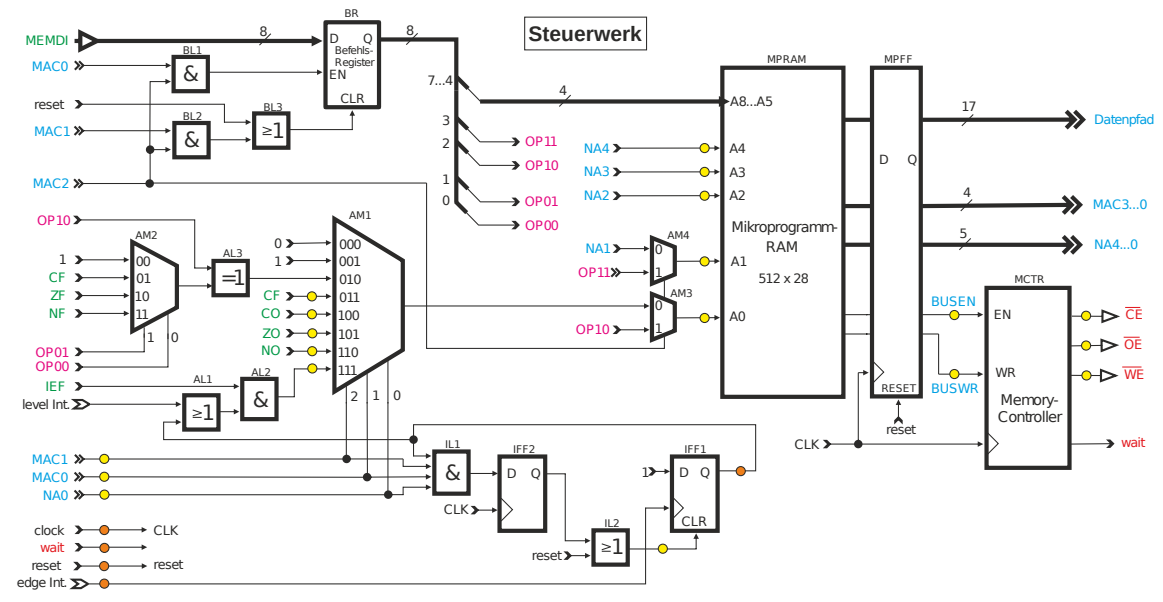 Steuerwerk
BR
MEMDI
8
D Q
Befehls-
Register
EN
CLR
8
BL1
MAC0
&
reset
BL3
≥1
MAC1
BL2
&
MAC2
7...4
3
2
1
0
4
OP11
OP10
OP01
OP00
MPRAM
A8...A5
NA4
A4
NA3
A3
NA2
A2
Mikroprogramm-
RAM
512 x 28
NA1
AM4
0
1
OP11
A1
AM3
0
1
OP10
A0
MPFF
D Q
RESET
reset
CLK
17
Datenpfad
4
MAC3...0
5
NA4...0
BUSEN
BUSWR
MCTR
EN
WR
Memory-
Controller
CE
OE
WE
wait
OP10
AM2
1
00
CF
01
ZF
10
NF
11
1
0
OP01
OP00
AL3
=1
AM1
0
000
1
001
010
CF
011
CO
100
ZO
101
NO
110
111
2
1
0
IEF
level Int.
AL1
≥1
AL2
&
MAC1
MAC0
NA0
IL1
&
IFF2
D Q
CLK
IL2
≥1
reset
IFF1
1
D Q
CLR
clock
CLK
wait
reset
reset
edge Int.